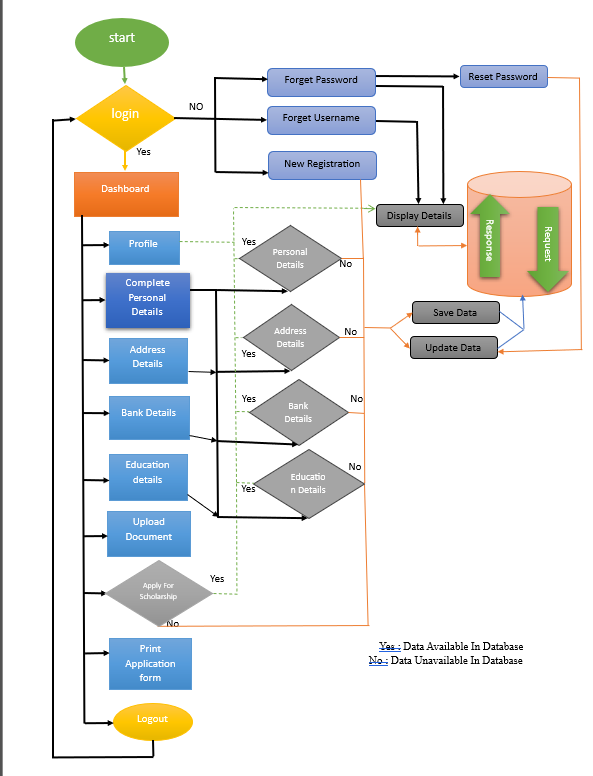 start
login
NO
Yes
Forget Password
Reset Password
Forget Username
New Registration
Dashboard
Display Details
Response
Request
Profile
Yes
Personal
Details
No
Complete
Personal
Details
Save Data
Address
Details
Yes
No
Update Data
Address
Details
Bank Details
Yes
Bank
Details
No
Education
details
Yes
Educatio
n Details
No
Upload
Document
Apply For
Scholarship
Yes
No
Print
Application
form
Yes : Data Available In Database
No : Data Unavailable In Database
Logout